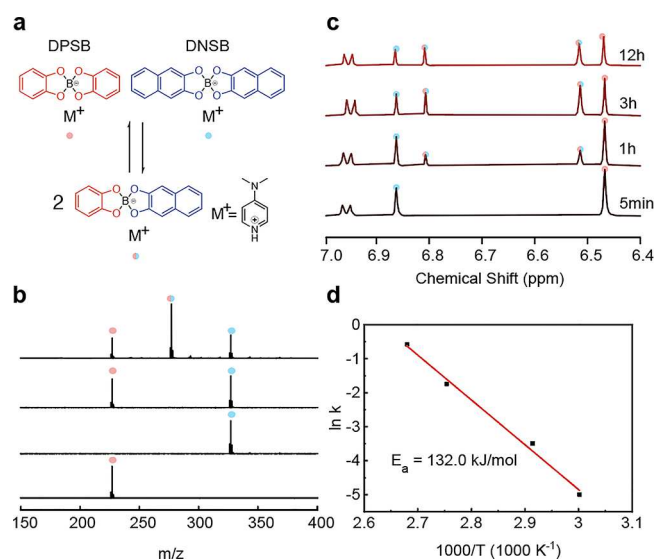 a
DPSB
DNSB
O
O
B
⊖
O
O
O
O
B
⊖
O
O
M+
M+
2
O
O
B
⊖
O
O
M+
M+=
N
+
N
H
b
150 200 250 300 350 400
m/z
c
12h
3h
1h
5min
7.0 6.9 6.8 6.7 6.6 6.5 6.4
Chemical Shift (ppm)
d
ln k
0
-1
-2
-3
-4
-5
Ea = 132.0 kJ/mol
2.6 2.7 2.8 2.9 3 3.1
1000/T (1000 K-1)